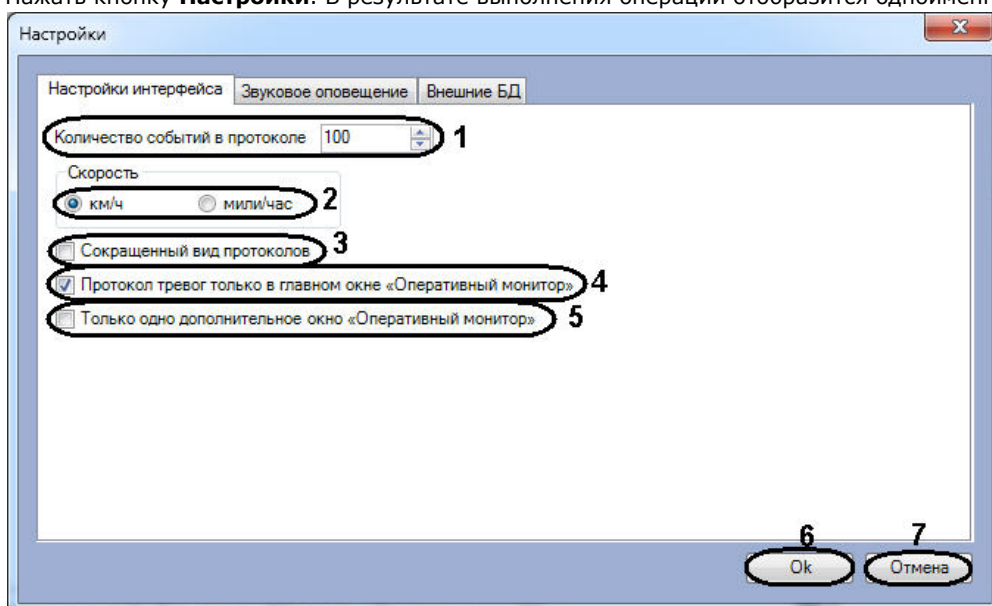 Нажать кнопку Настройки. В результате выполнения операции отобразится одноимен
Настройки
Настройки интерфейса Звуковое оповещение Внешние БД
Количество событий в протоколе 100 1
Скорость
км/ч мили/час 2
Сокращенный вид протоколов 3
Протокол тревог только в главном окне «Оперативный монитор» 4
Только одно дополнительное окно «Оперативный монитор» 5
6 7
Ok Отмена